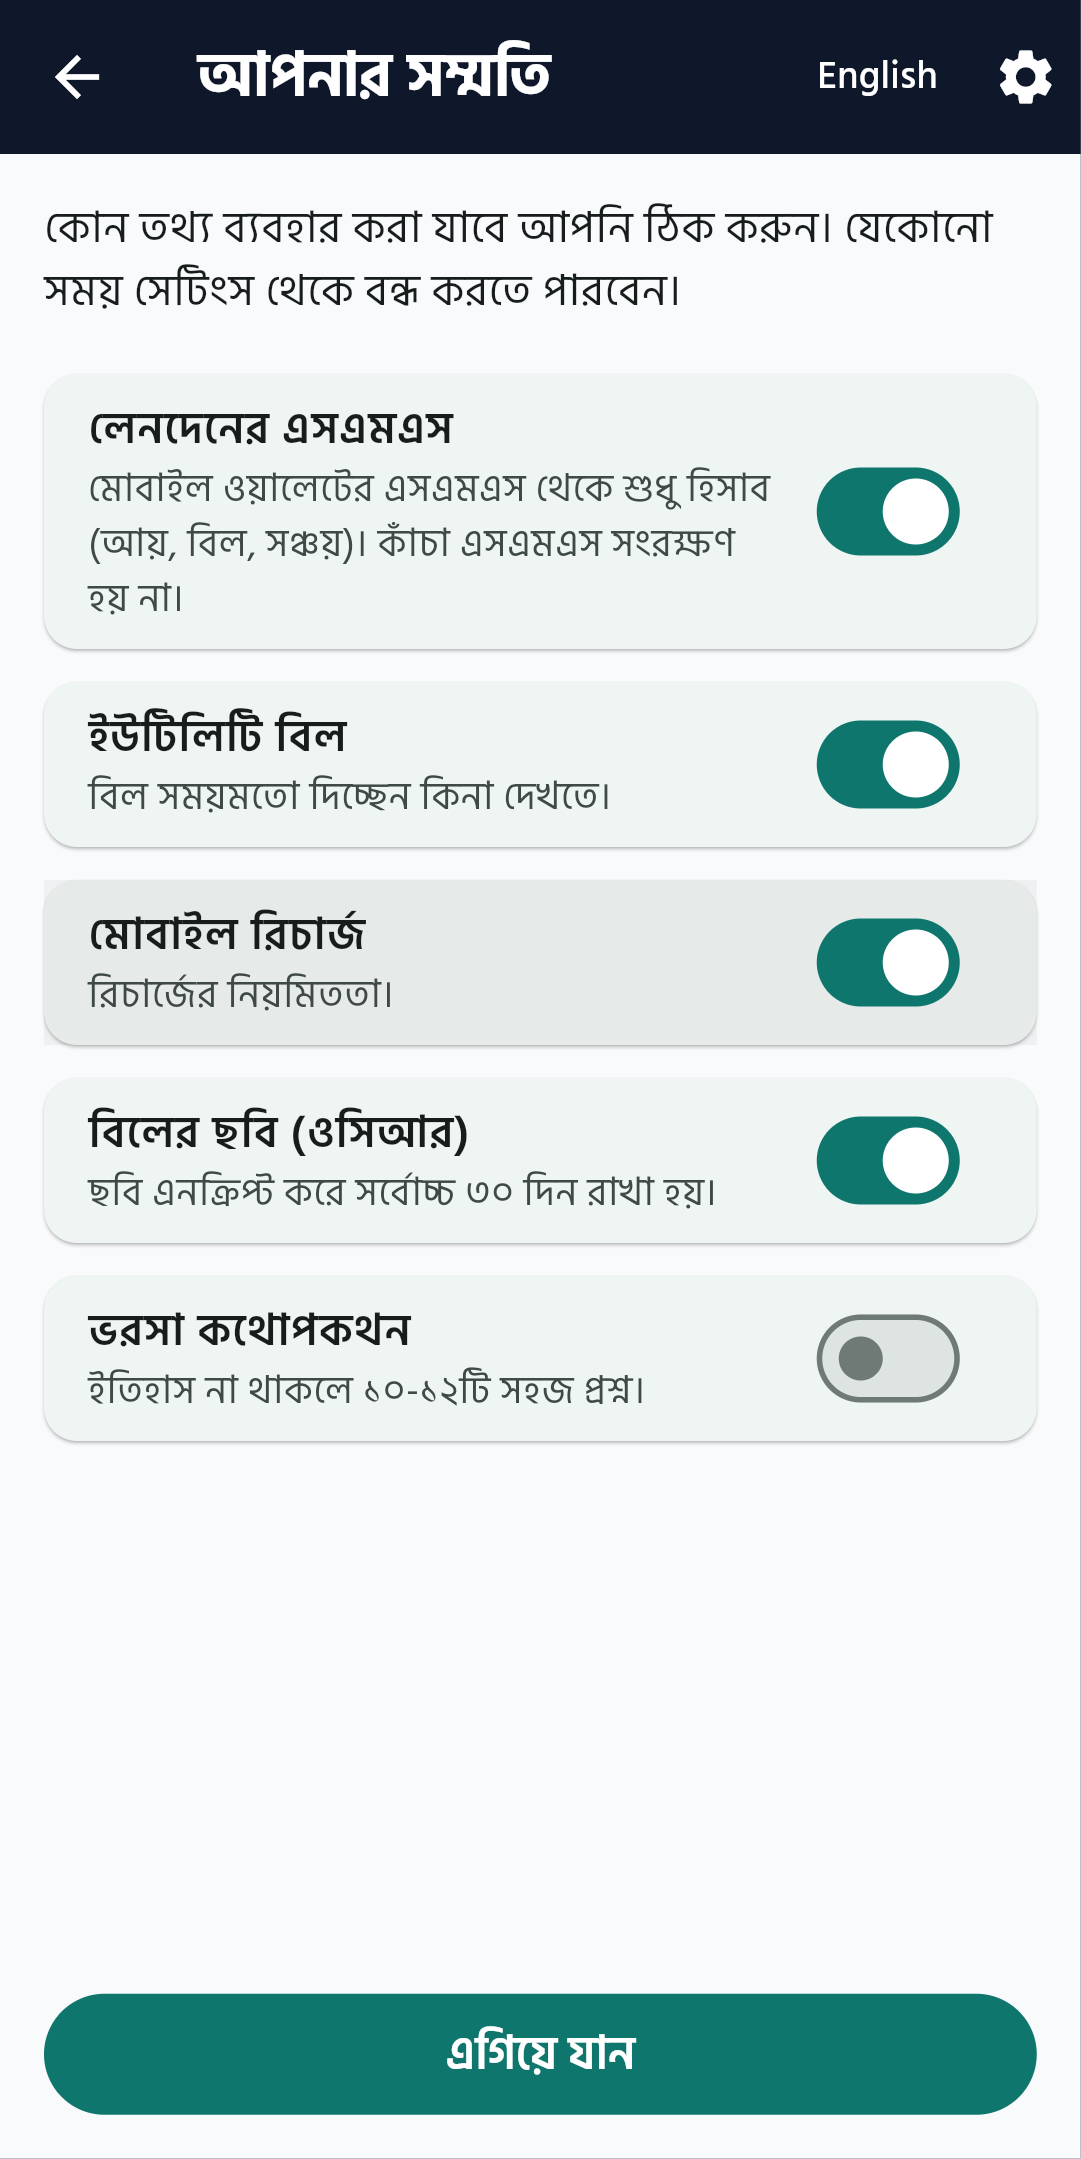 আপনার সম্মতি
English
কোন তথ্য ব্যবহার করা যাবে আপনি ঠিক করুন। যেকোনো
সময় সেটিংস থেকে বন্ধ করতে পারবেন।
লেনদেনের এসএমএস
মোবাইল ওয়ালেটের এসএমএস থেকে শুধু হিসাব
(আয়, বিল, সঞ্চয়)। কাঁচা এসএমএস সংরক্ষণ
হয় না।
ইউটিলিটি বিল
বিল সময়মতো দিচ্ছেন কিনা দেখতে।
মোবাইল রিচার্জ
রিচার্জের নিয়মিততা।
বিলের ছবি (ওসিআর)
ছবি এনক্রিপ্ট করে সর্বোচ্চ ৩০ দিন রাখা হয়।
ভরসা কথোপকথন
ইতিহাস না থাকলে ১০-১২টি সহজ প্রশ্ন।
এগিয়ে যান